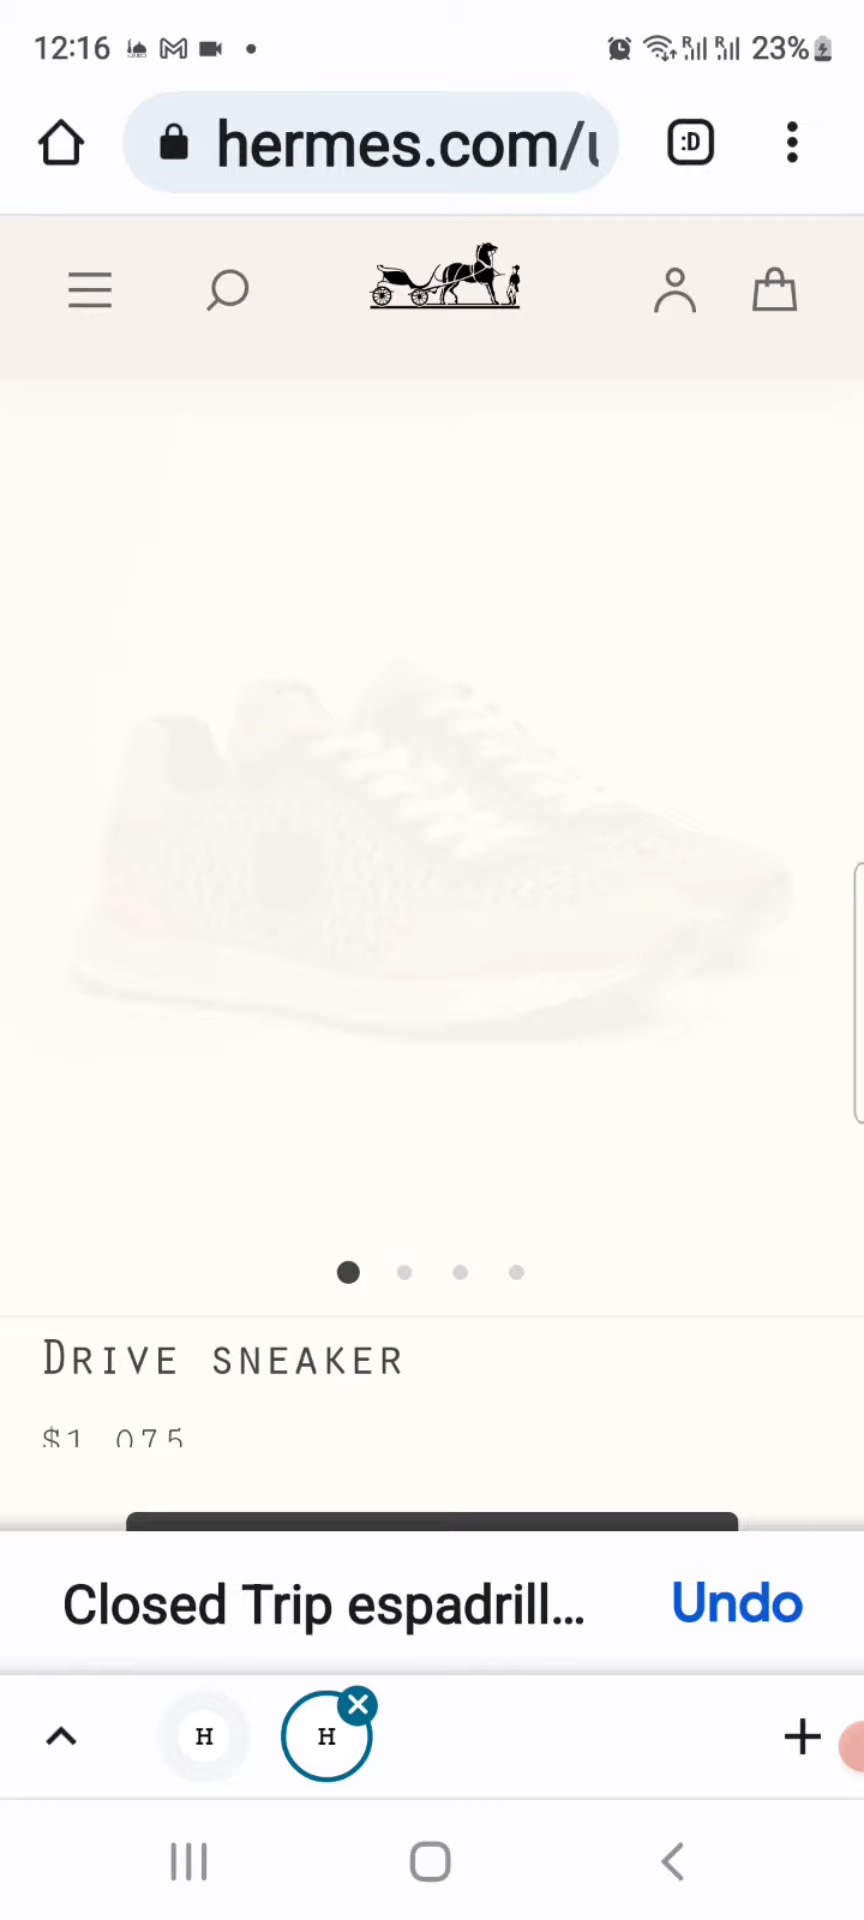 12:16 23%
hermes.com/
:D
DRIVE SNEAKER
$1,075
Closed Trip espadrill... Undo
H H